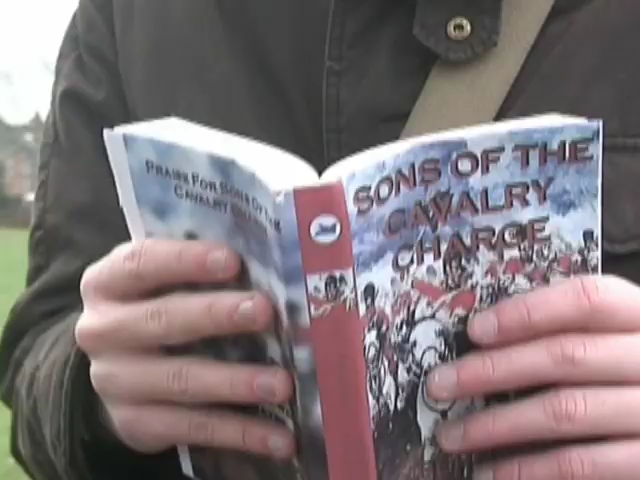 PRAISE FOR SONS OF THE
CAVALRY
SONS OF THE
CAVALRY
CHARGE